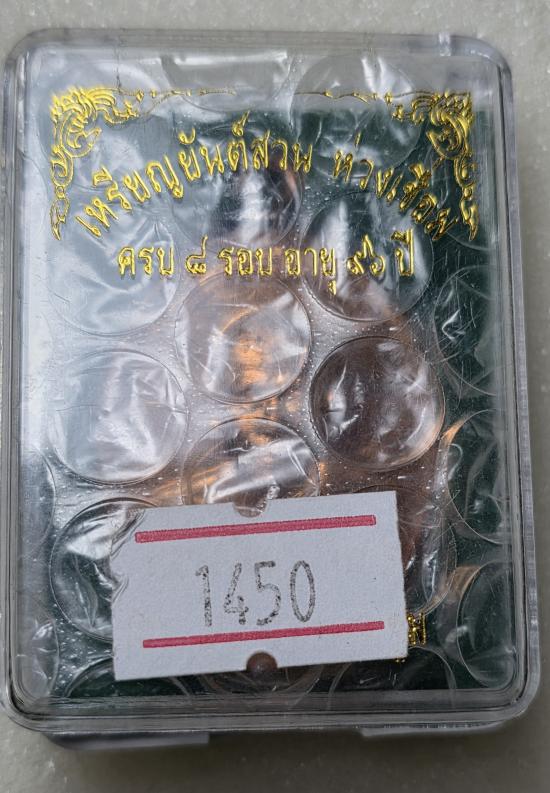 เหรียญยันต์สวน ห่วงเชื่อม
ครบ ๘ รอบ อายุ ๙๖ ปี
1450